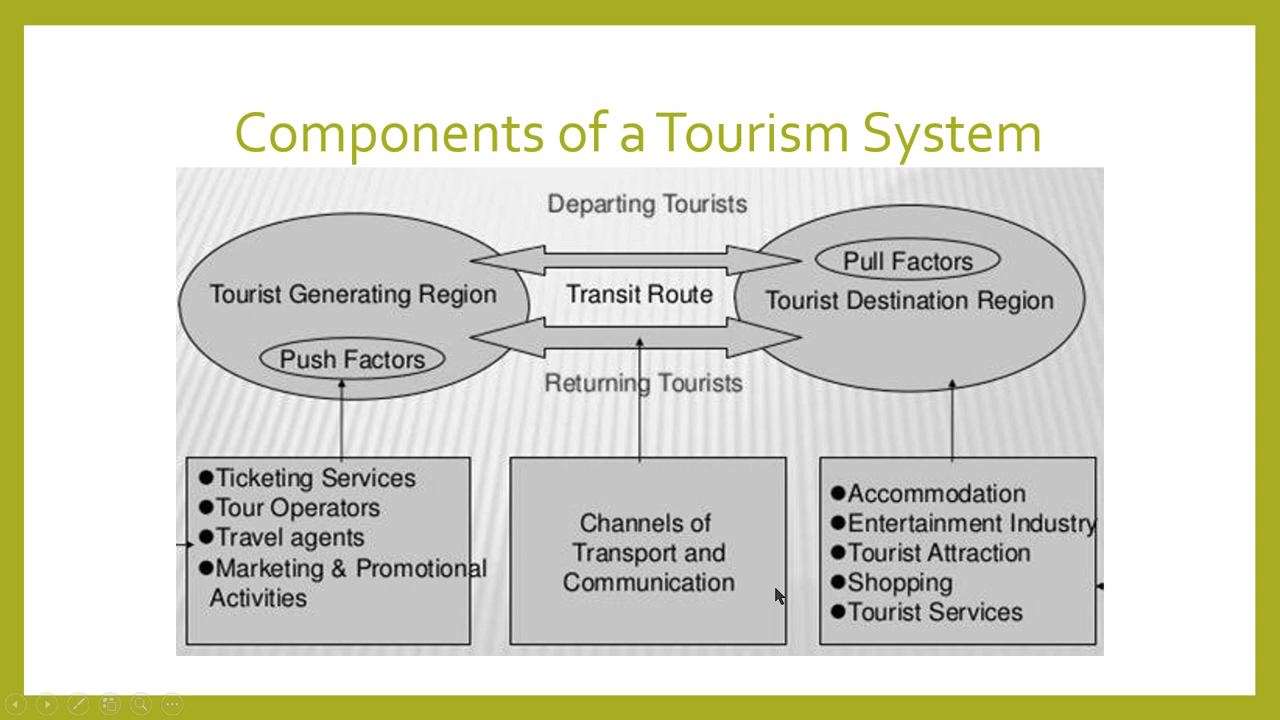 Components of a Tourism System
Departing Tourists
Pull Factors
Tourist Generating Region
Transit Route
Tourist Destination Region
Push Factors
Returning Tourists
●Ticketing Services
●Tour Operators
●Travel agents
●Marketing & Promotional
Activities
Channels of
Transport and
Communication
●Accommodation
●Entertainment Industry
●Tourist Attraction
●Shopping
●Tourist Services